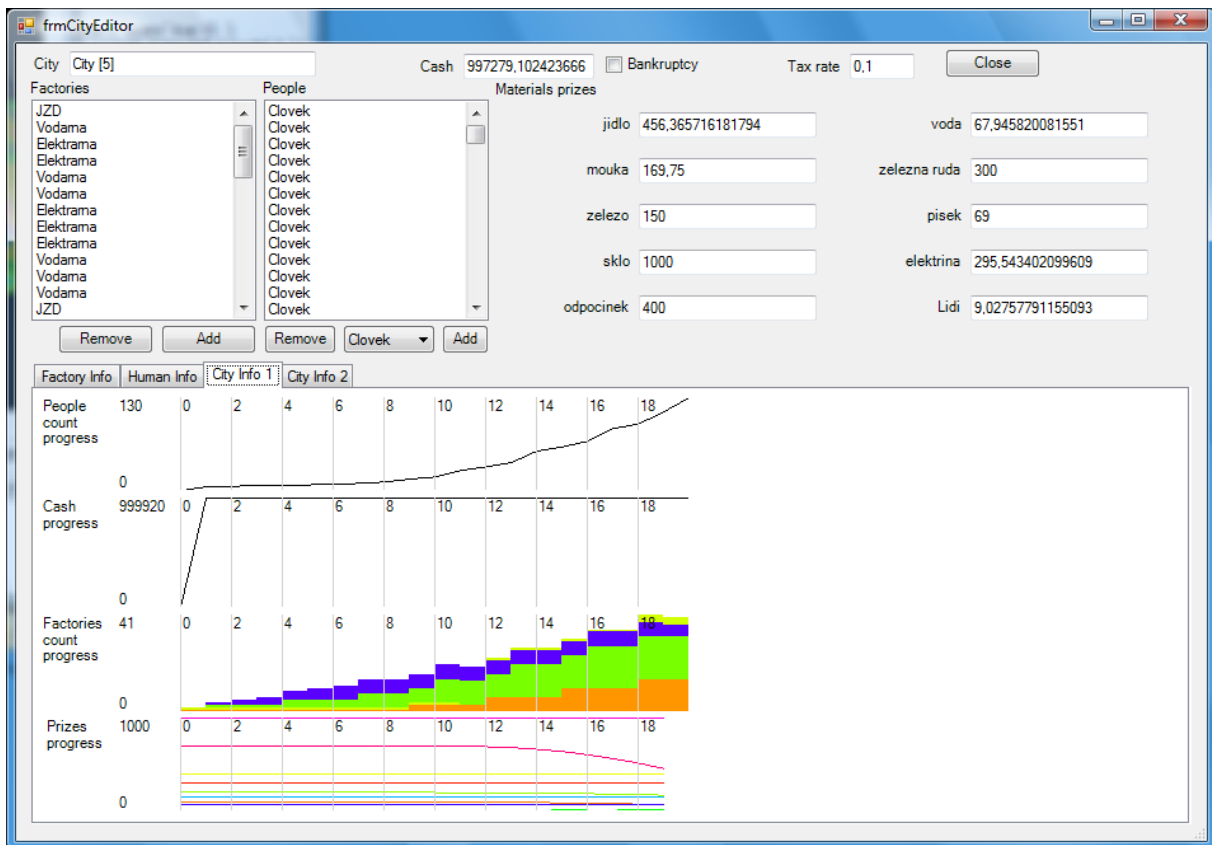 frmCityEditor
City City [5] Cash 997279,102423666 Bankruptcy Tax rate 0,1 Close
Factories People Materials prizes
JZD Clovek
Vodarna Clovek
Elektrarna Clovek
Elektrarna Clovek
Vodarna Clovek
Vodarna Clovek
Elektrarna Clovek
Elektrarna Clovek
Elektrarna Clovek
Vodarna Clovek
Vodarna Clovek
Vodarna Clovek
JZD Clovek
jidlo 456,365716181794 voda 67,945820081551
mouka 169,75 zelezna ruda 300
zelezo 150 pisek 69
sklo 1000 elektrina 295,543402099609
odpocinek 400 Lidi 9,02757791155093
Remove Add Remove Clovek Add
Factory Info Human Info City Info 1 City Info 2
People 130 0 2 4 6 8 10 12 14 16 18
count
progress
0
Cash 999920 0 2 4 6 8 10 12 14 16 18
progress
0
Factories 41 0 2 4 6 8 10 12 14 16 18
count
progress
0
Prizes 1000 0 2 4 6 8 10 12 14 16 18
progress
0